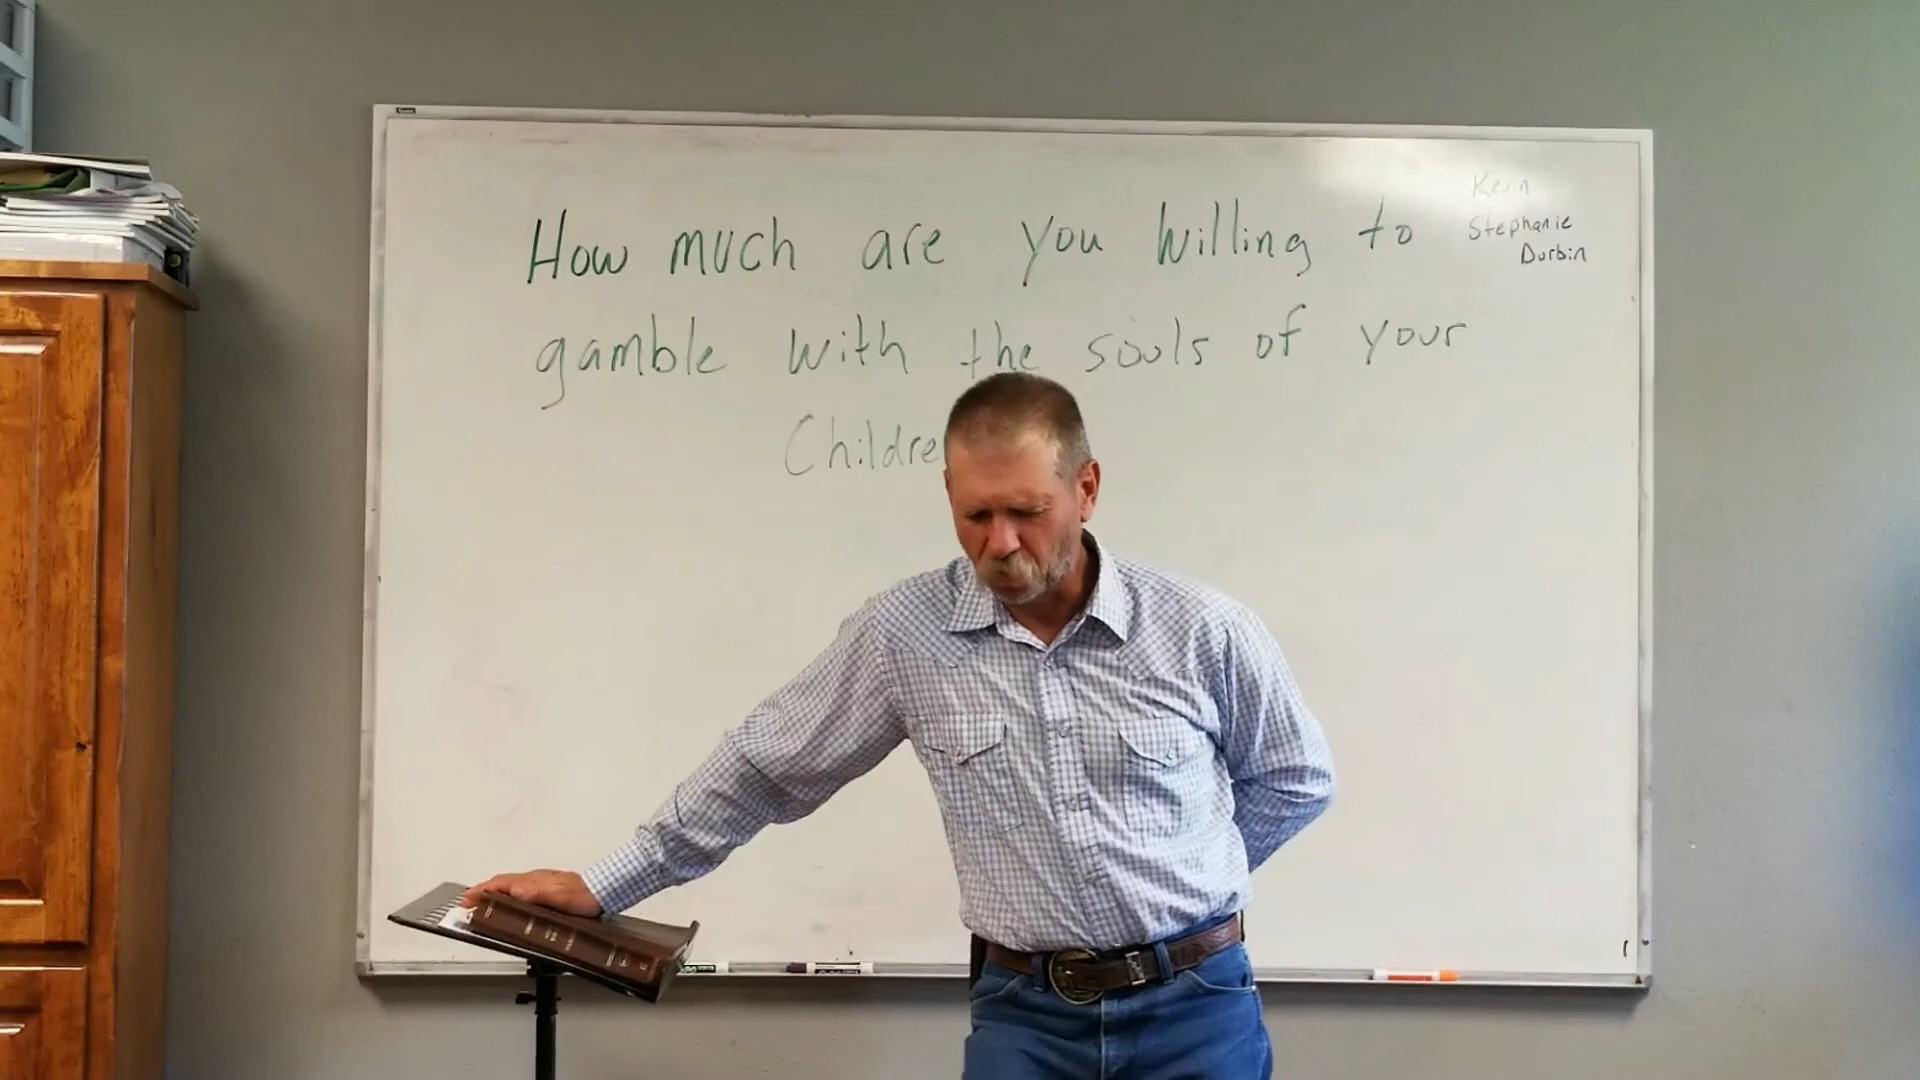 How much are you willing to
gamble with the souls of your
Childre
Kevin
Stephanie
Durbin